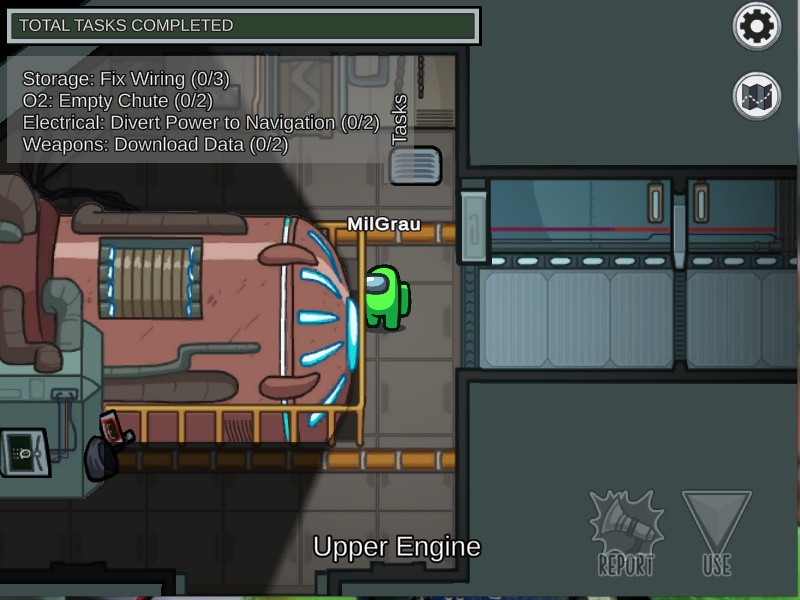 TOTAL TASKS COMPLETED
Storage: Fix Wiring (0/3)
O2: Empty Chute (0/2)
Electrical: Divert Power to Navigation (0/2)
Weapons: Download Data (0/2)
Tasks
MilGrau
Upper Engine
REPORT
USE